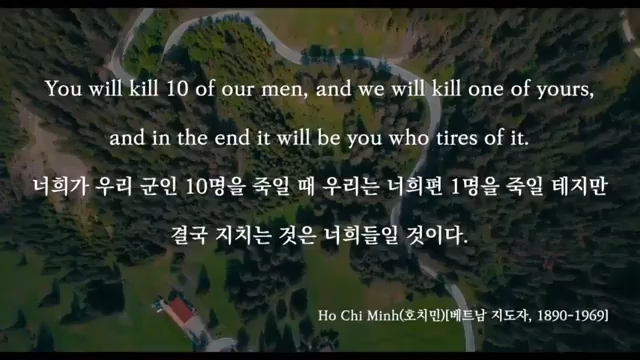 You will kill 10 of our men, and we will kill one of yours,
and in the end it will be you who tires of it.
너희가 우리 군인 10명을 죽일 때 우리는 너희편 1명을 죽일 테지만
결국 지치는 것은 너희들일 것이다.
Ho Chi Minh(호치민)[베트남 지도자, 1890-1969]